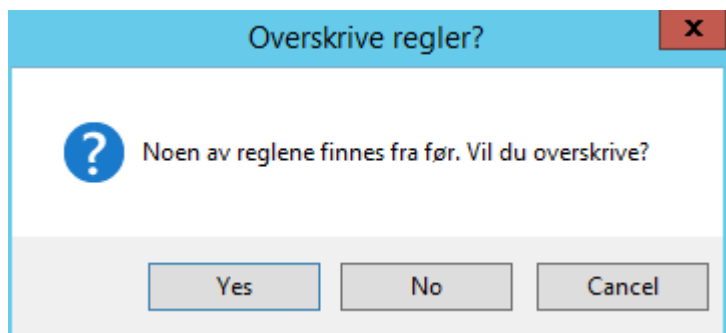 Overskrive regler?
x
?
Noen av reglene finnes fra før. Vil du overskrive?
Yes No Cancel